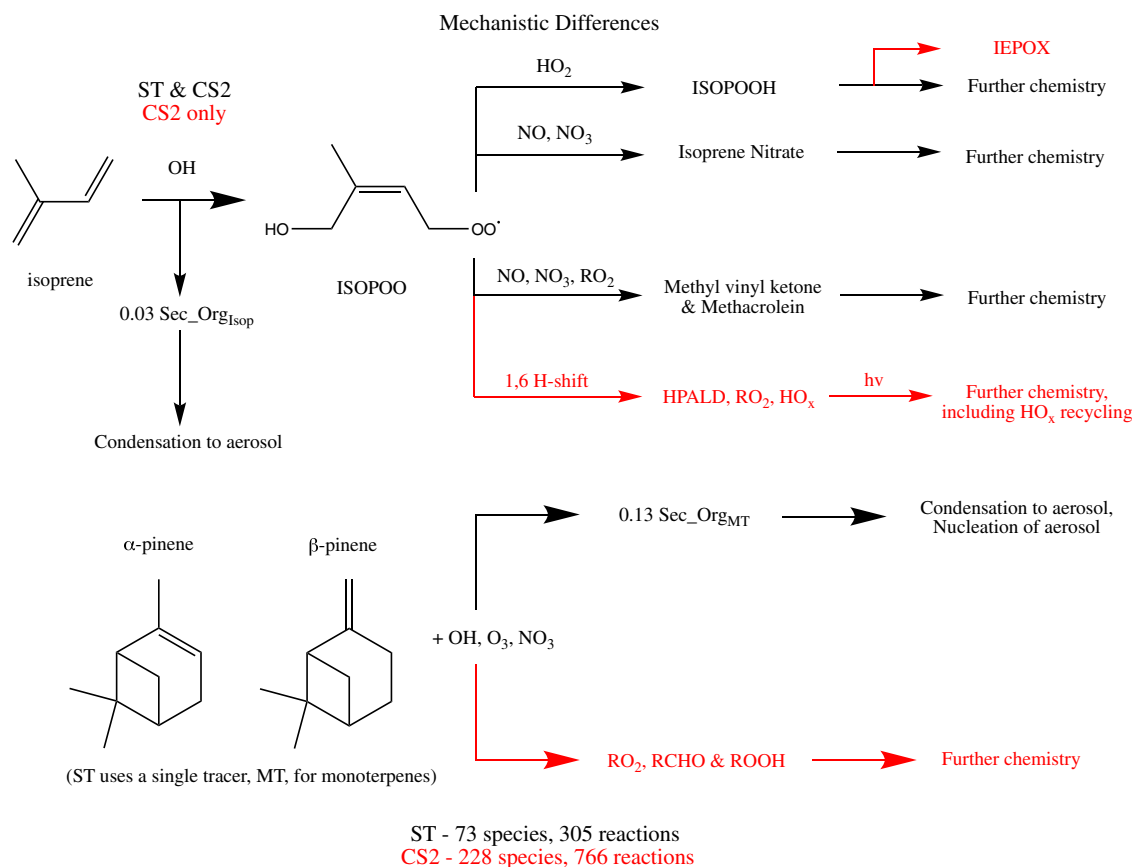 Mechanistic Differences
ST & CS2
CS2 only
OH
isoprene
0.03 Sec_Org_Isop
Condensation to aerosol
HO
OO·
ISOPOO
HO2
ISOPOOH
IEPOX
Further chemistry
NO, NO3
Isoprene Nitrate
Further chemistry
NO, NO3, RO2
Methyl vinyl ketone
& Methacrolein
Further chemistry
1,6 H-shift
HPALD, RO2, HOx
hv
Further chemistry,
including HOx recycling
α-pinene
β-pinene
+ OH, O3, NO3
0.13 Sec_OrgMT
Condensation to aerosol,
Nucleation of aerosol
RO2, RCHO & ROOH
Further chemistry
(ST uses a single tracer, MT, for monoterpenes)
ST - 73 species, 305 reactions
CS2 - 228 species, 766 reactions